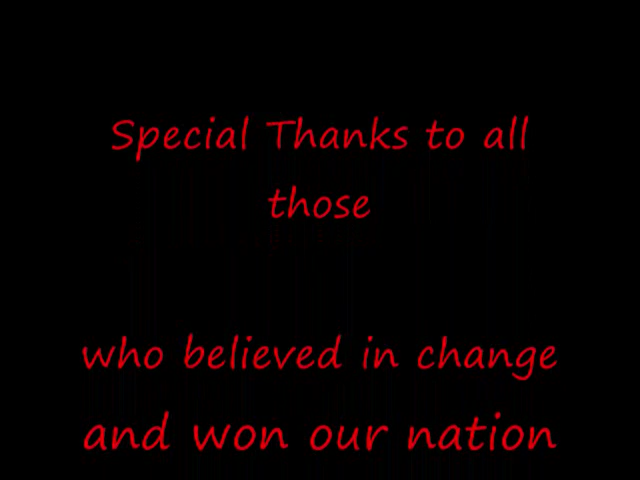 Special Thanks to all
those
who believed in change
and won our nation